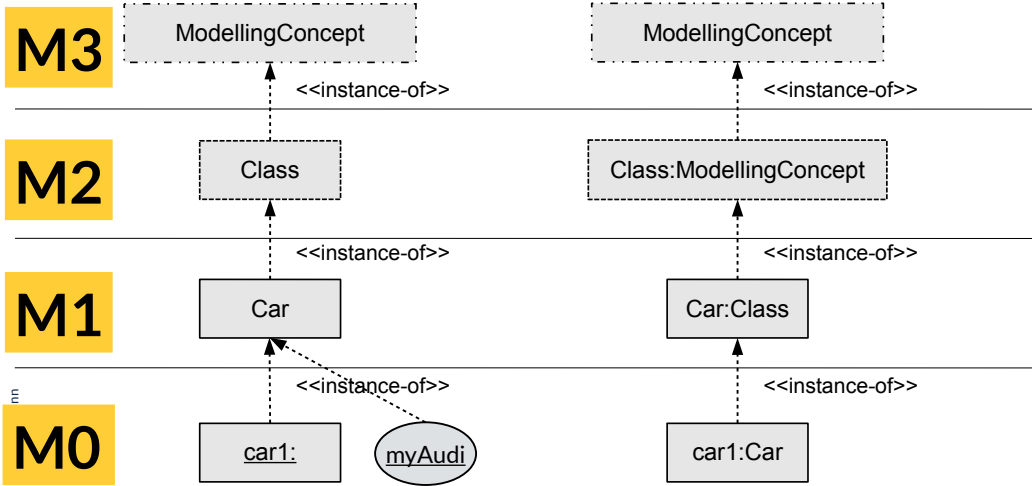 M3
ModellingConcept
ModellingConcept
<<instance-of>>
<<instance-of>>
M2
Class
Class:ModellingConcept
<<instance-of>>
<<instance-of>>
M1
Car
Car:Class
<<instance-of>>
<<instance-of>>
nn
M0
car1:
myAudi
car1:Car